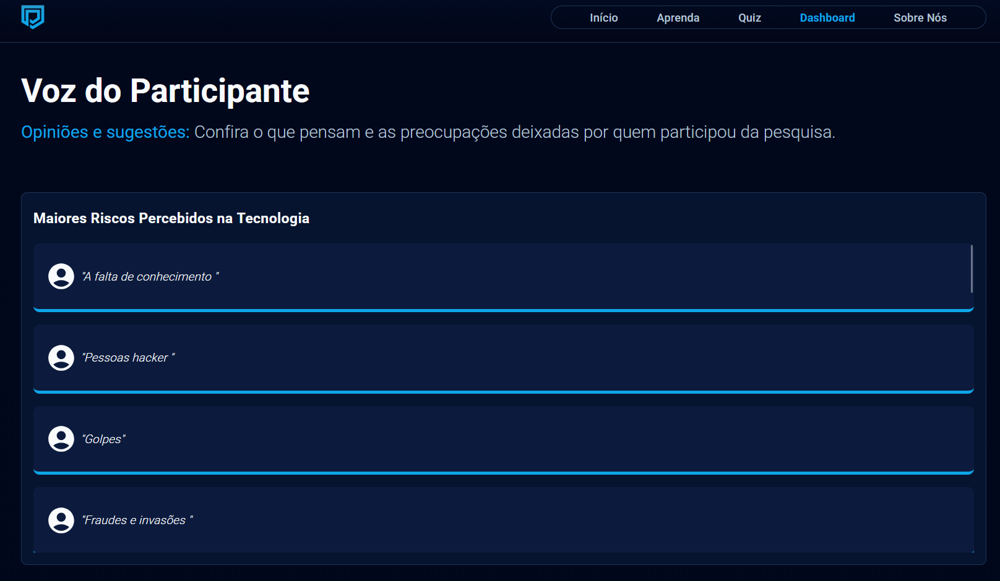 Início Aprenda Quiz Dashboard Sobre Nós
Voz do Participante
Opiniões e sugestões: Confira o que pensam e as preocupações deixadas por quem participou da pesquisa.
Maiores Riscos Percebidos na Tecnologia
"A falta de conhecimento "
"Pessoas hacker "
"Golpes"
"Fraudes e invasões "